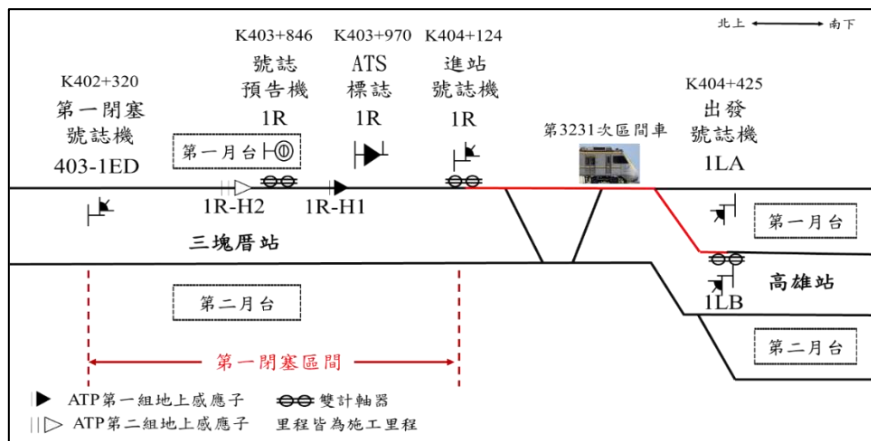 北上 南下
K402+320
第一閉塞
號誌機
403-1ED
K403+846
號誌
預告機
1R
K403+970
ATS
標誌
1R
K404+124
進站
號誌機
1R
第3231次區間車
K404+425
出發
號誌機
1LA
第一月台
1R-H2
1R-H1
三塊厝站
第一月台
高雄站
1LB
第二月台
第二月台
第一閉塞區間
ATP第一組地上感應子
雙計軸器
ATP第二組地上感應子
里程皆為施工里程